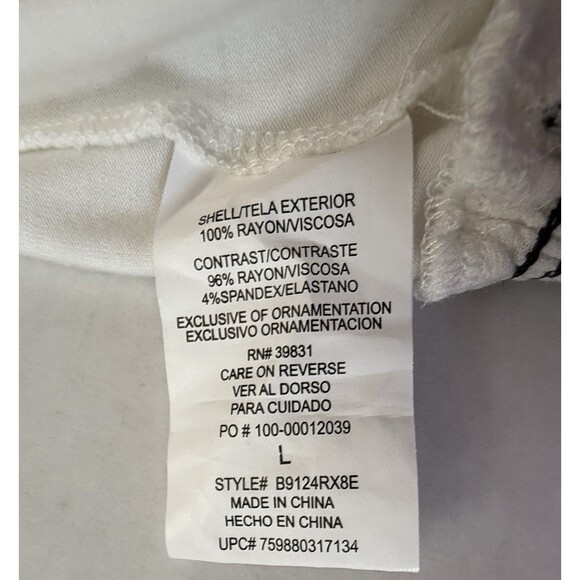 SHELL/TELA EXTERIOR
100% RAYON/VISCOSA
CONTRAST/CONTRASTE
96% RAYON/VISCOSA
4%SPANDEX/ELASTANO
EXCLUSIVE OF ORNAMENTATION
EXCLUSIVO ORNAMENTACION
RN# 39831
CARE ON REVERSE
VER AL DORSO
PARA CUIDADO
PO # 100-00012039
L
STYLE# B9124RX8E
MADE IN CHINA
HECHO EN CHINA
UPC# 759880317134